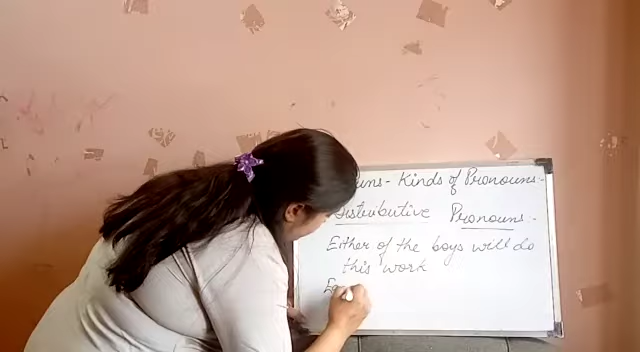 Kinds of Pronouns:-
Distributive Pronouns:-
Either of the boys will do
this work